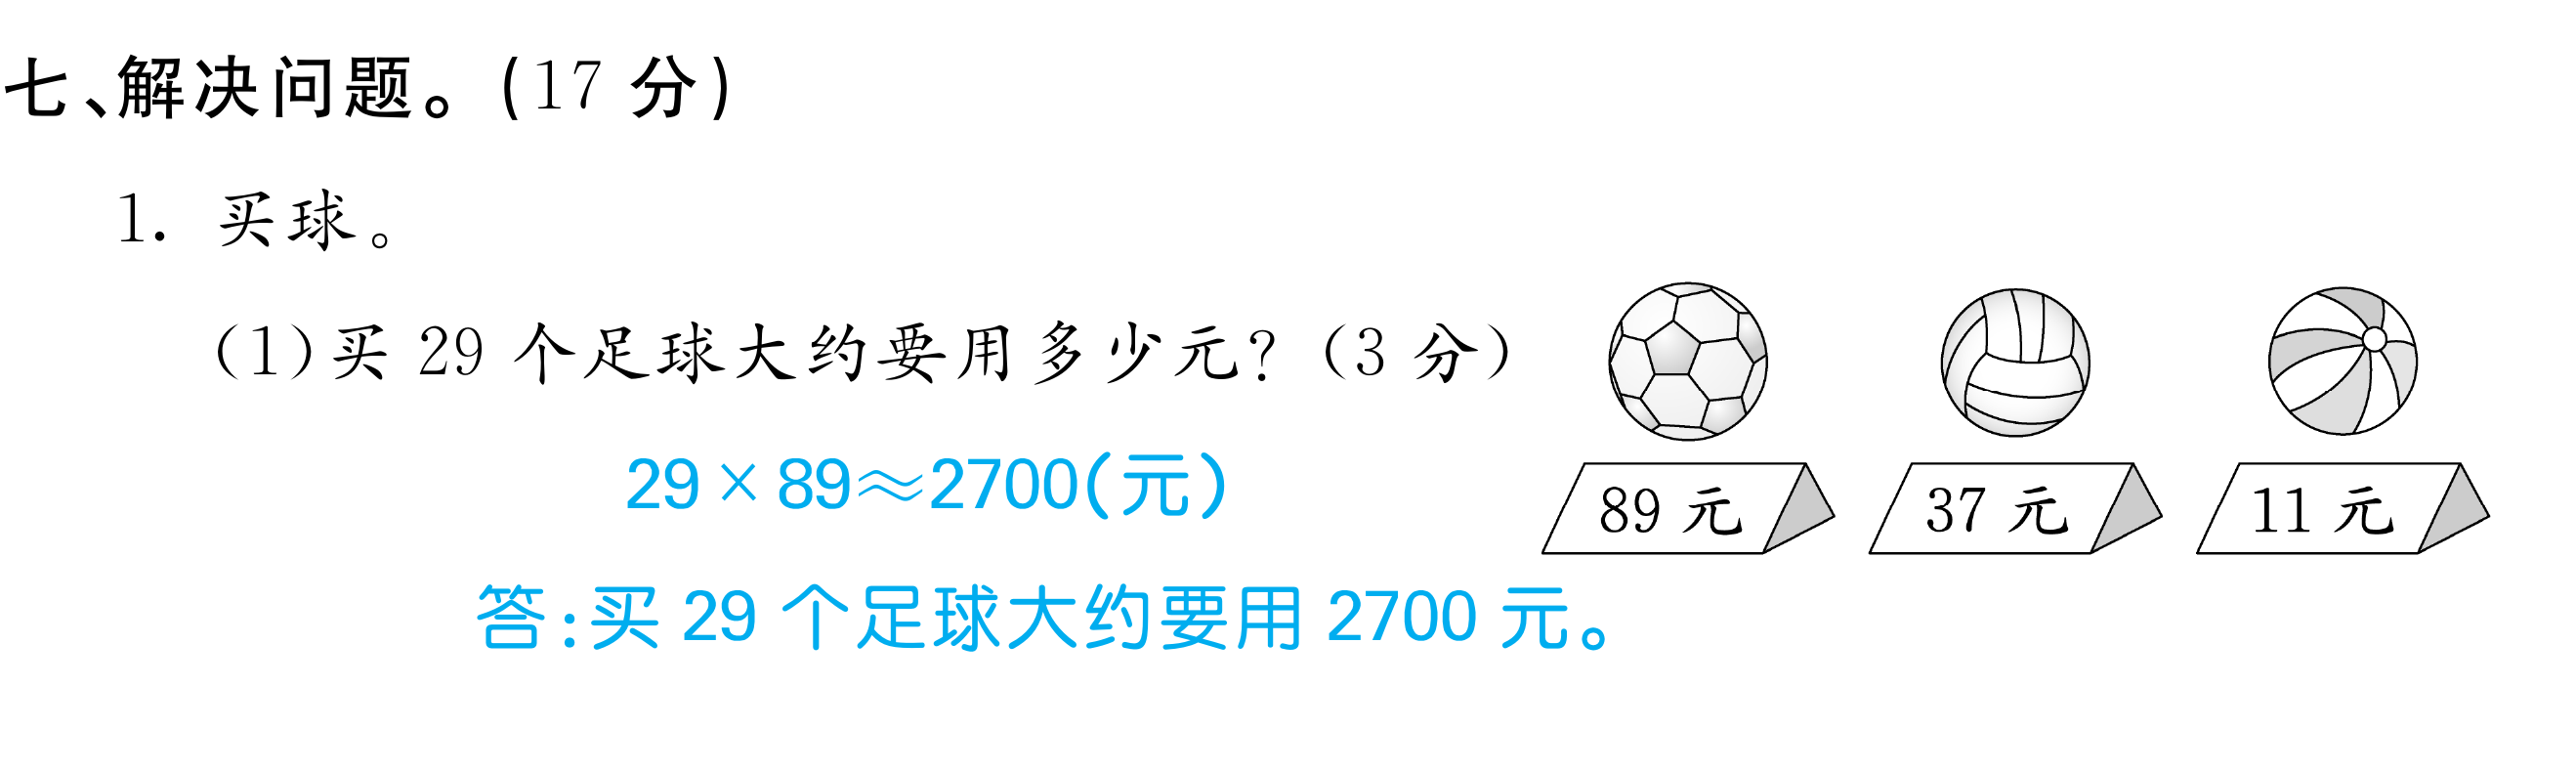 七、解决问题。(17 分)
1. 买球。
(1)买 29 个足球大约要用多少元?(3 分)
29×89≈2700(元)
89 元 37 元 11 元
答:买 29 个足球大约要用 2700 元。